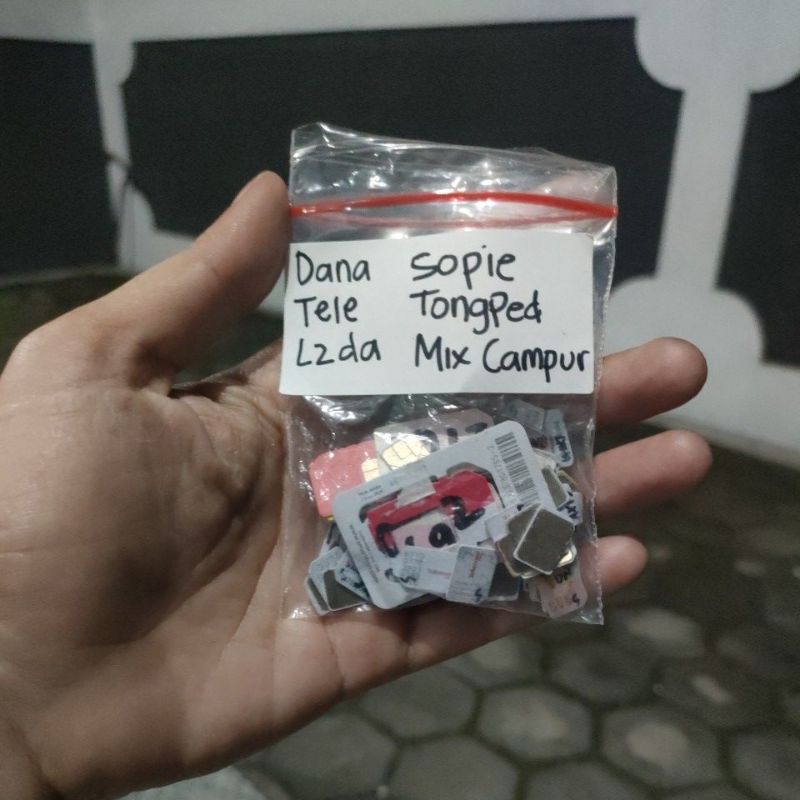 Dana Sopie
Tele TongPed
Lzda Mix Campur